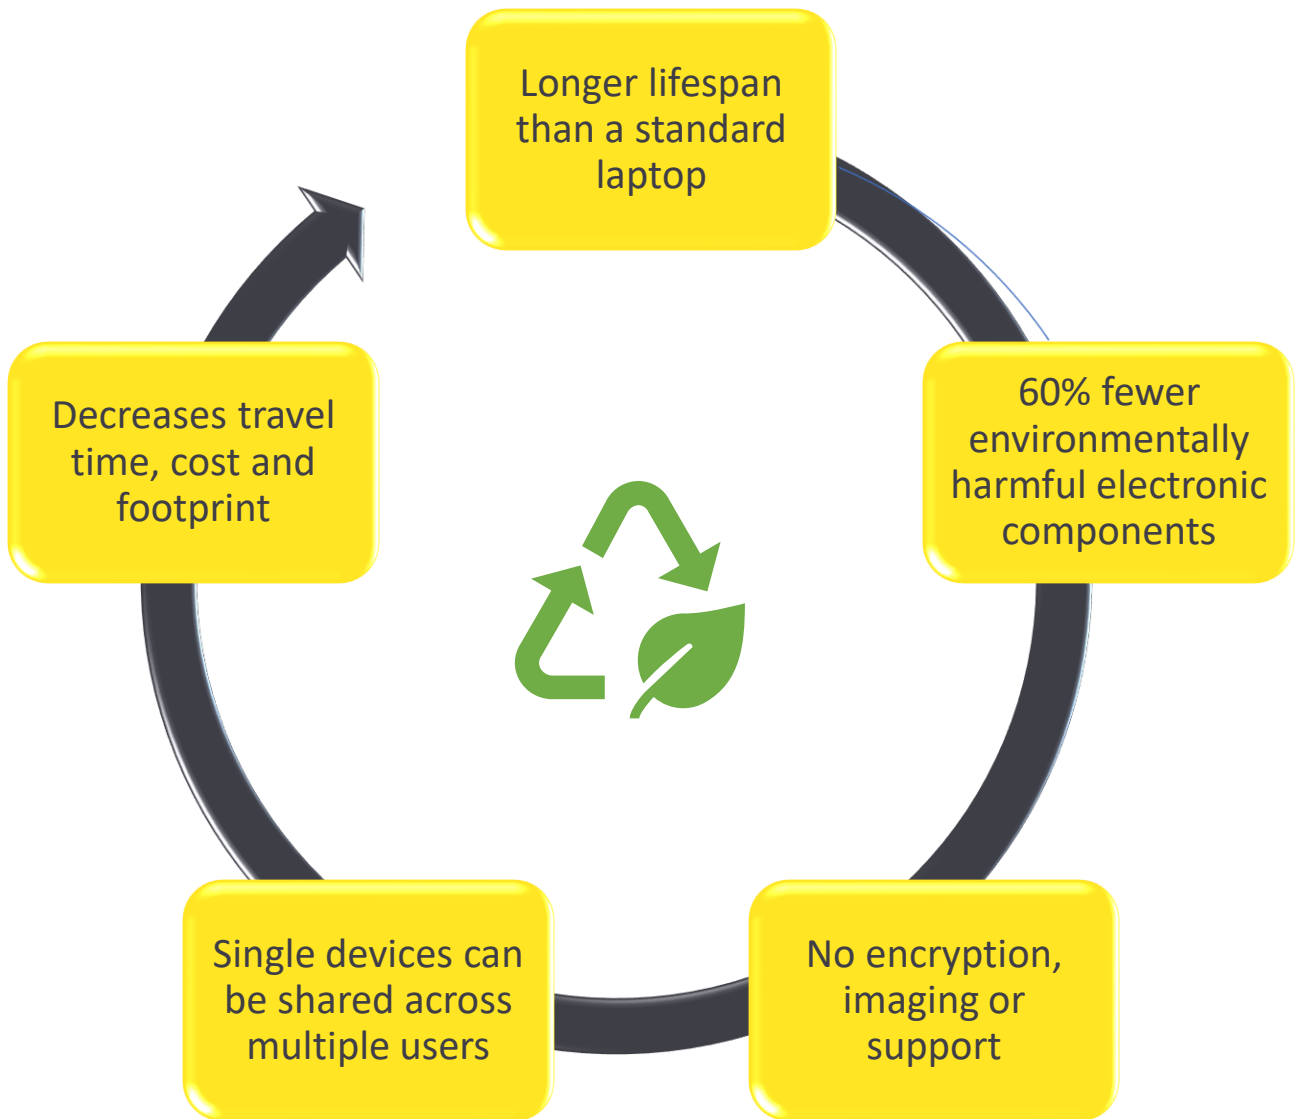 Longer lifespan
than a standard
laptop
60% fewer
environmentally
harmful electronic
components
No encryption,
imaging or
support
Single devices can
be shared across
multiple users
Decreases travel
time, cost and
footprint